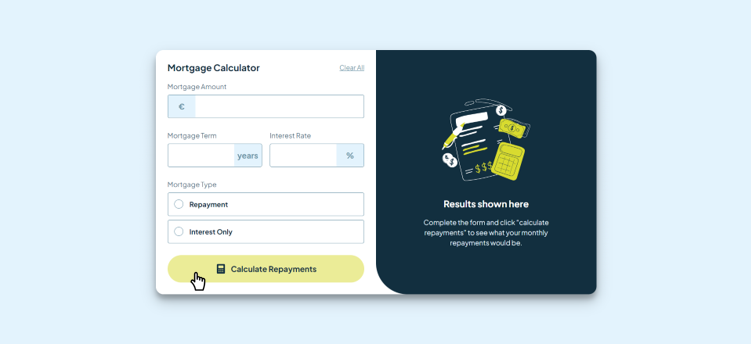 Mortgage Calculator
Clear All
Mortgage Amount
€
Mortgage Term
Interest Rate
years
%
Mortgage Type
Repayment
Interest Only
Calculate Repayments
$
$
$$$
Results shown here
Complete the form and click “calculate
repayments” to see what your monthly
repayments would be.